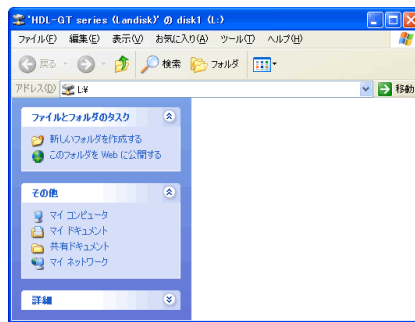 'HDL-GT series (Landisk)' の disk1 (L:)
ファイル(F) 編集(E) 表示(V) お気に入り(A) ツール(T) ヘルプ(H)
戻る 検索 フォルダ
アドレス(D) L:¥ 移動
ファイルとフォルダのタスク
新しいフォルダを作成する
このフォルダを Web に公開する
その他
マイ コンピュータ
マイ ドキュメント
共有ドキュメント
マイ ネットワーク
詳細